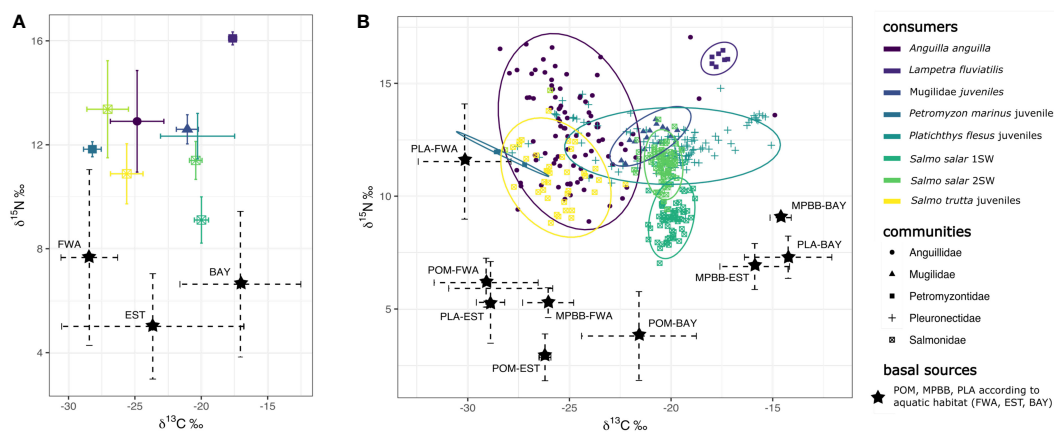 A
16
12
8
4
-30
-25
-20
-15
δ15N ‰
δ13C ‰
FWA
EST
BAY
B
15
10
5
-30
-25
-20
-15
δ15N ‰
δ13C ‰
PLA-FWA
MPBB-BAY
PLA-BAY
MPBB-EST
POM-FWA
PLA-EST
MPBB-FWA
POM-BAY
POM-EST
consumers
Anguilla anguilla
Lampetra fluviatilis
Mugilidae juveniles
Petromyzon marinus juvenile
Platichthys flesus juveniles
Salmo salar 1SW
Salmo salar 2SW
Salmo trutta juveniles
communities
Anguillidae
Mugilidae
Petromyzontidae
Pleuronectidae
Salmonidae
basal sources
POM, MPBB, PLA according to
aquatic habitat (FWA, EST, BAY)